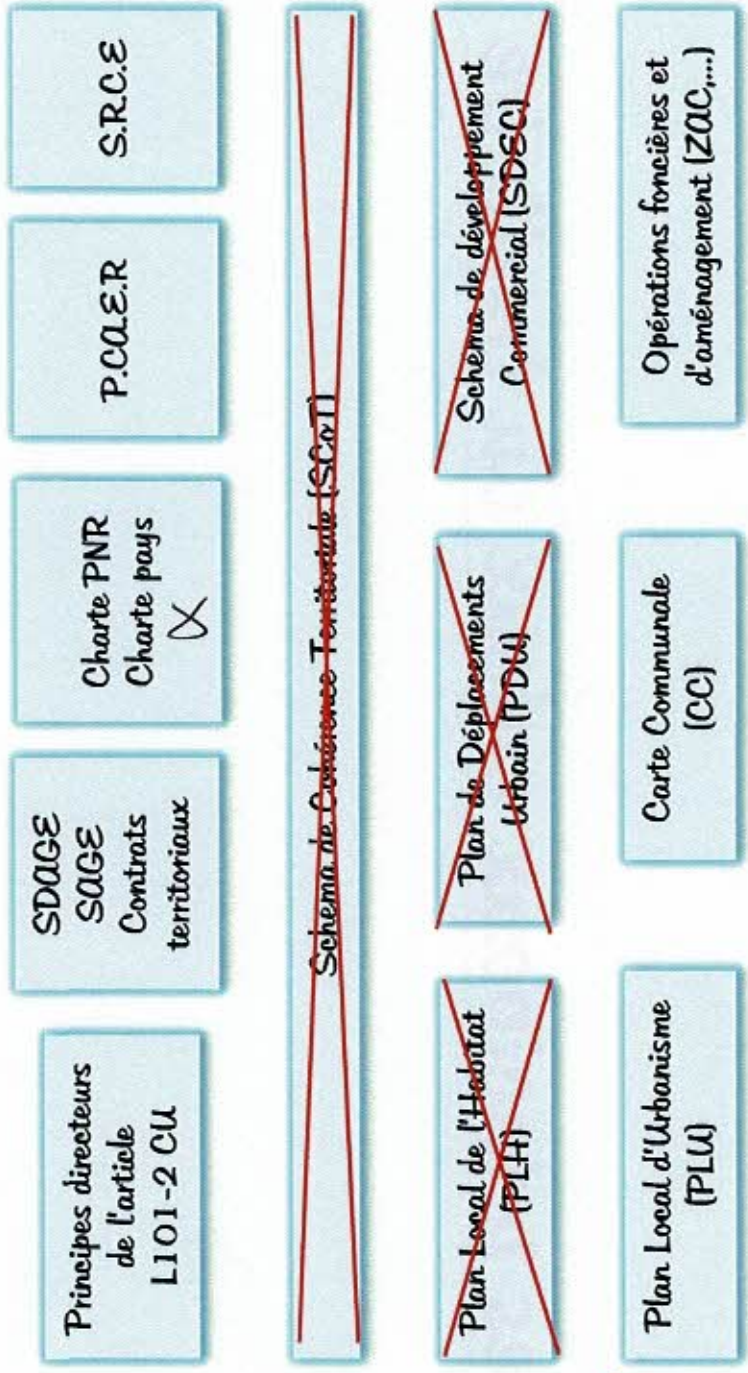 Principes directeurs
de l'article
L101-2 CU
SDAGE
SAGE
Contrats
territoriaux
Charte PNR
Charte pays
P.C.A.E.R
S.R.C.E
Schema de Cohérence Territoriale (SCoT)
Plan Local de l'Habitat
(PLH)
Plan de Déplacements
Urbain (PDU)
Schema de développement
Commercial (SDEC)
Plan Local d'Urbanisme
(PLU)
Carte Communale
(CC)
Opérations foncières et
d'aménagement (ZAC,...)